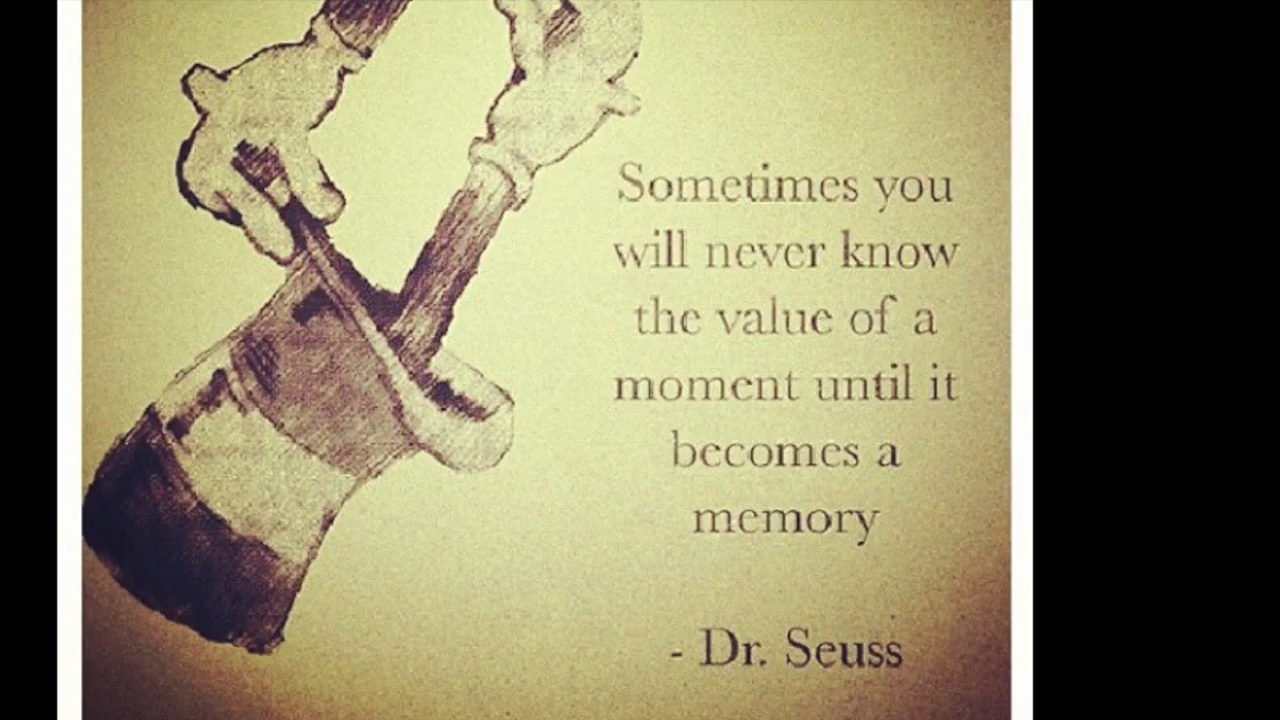 Sometimes you
will never know
the value of a
moment until it
becomes a
memory
- Dr. Seuss